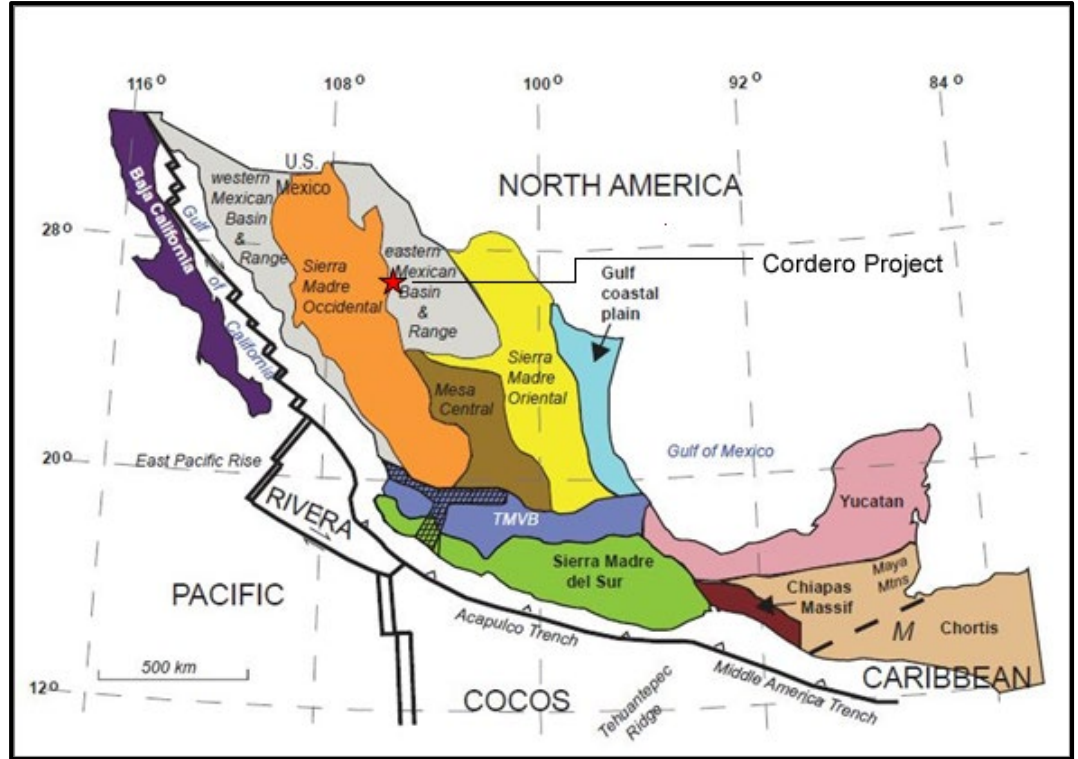 116°
108°
100°
92°
84°
U.S.
Mexico
NORTH AMERICA
Baja California
western
Mexican
Basin
&
Range
Gulf
of
California
28°
Sierra
Madre
Occidental
eastern
Mexican
Basin
&
Range
Cordero Project
Gulf
coastal
plain
Sierra
Madre
Oriental
Mesa
Central
Gulf of Mexico
20°
East Pacific Rise
RIVERA
TMVB
Yucatan
Sierra Madre
del Sur
Maya
Mtns
Chiapas
Massif
M
Chortis
PACIFIC
Acapulco Trench
500 km
CARIBBEAN
12°
COCOS
Tehuantepec
Ridge
Middle America Trench